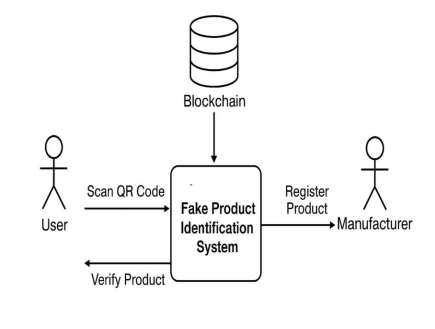 Blockchain
Scan QR Code
User
Fake Product
Identification
System
Register
Product
Manufacturer
Verify Product